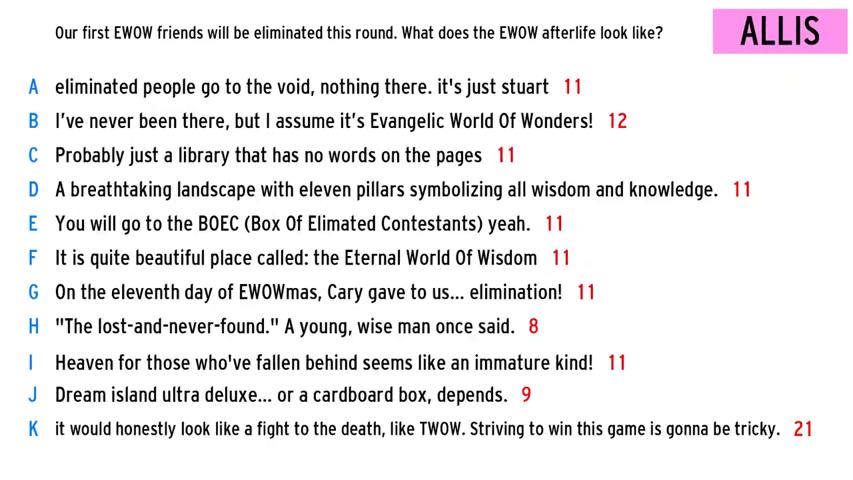 Our first EWOW friends will be eliminated this round. What does the EWOW afterlife look like?
ALLIS
A eliminated people go to the void, nothing there. it's just stuart 11
B I've never been there, but I assume it's Evangelic World Of Wonders! 12
C Probably just a library that has no words on the pages 11
D A breathtaking landscape with eleven pillars symbolizing all wisdom and knowledge. 11
E You will go to the BOEC (Box Of Elimated Contestants) yeah. 11
F It is quite beautiful place called: the Eternal World Of Wisdom 11
G On the eleventh day of EWOWmas, Cary gave to us... elimination! 11
H "The lost-and-never-found." A young, wise man once said. 8
I Heaven for those who've fallen behind seems like an immature kind! 11
J Dream island ultra deluxe... or a cardboard box, depends. 9
K it would honestly look like a fight to the death, like TWOW. Striving to win this game is gonna be tricky. 21